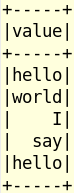 +-----+
|value|
+-----+
|hello|
|world|
|    I|
|  say|
|hello|
+-----+